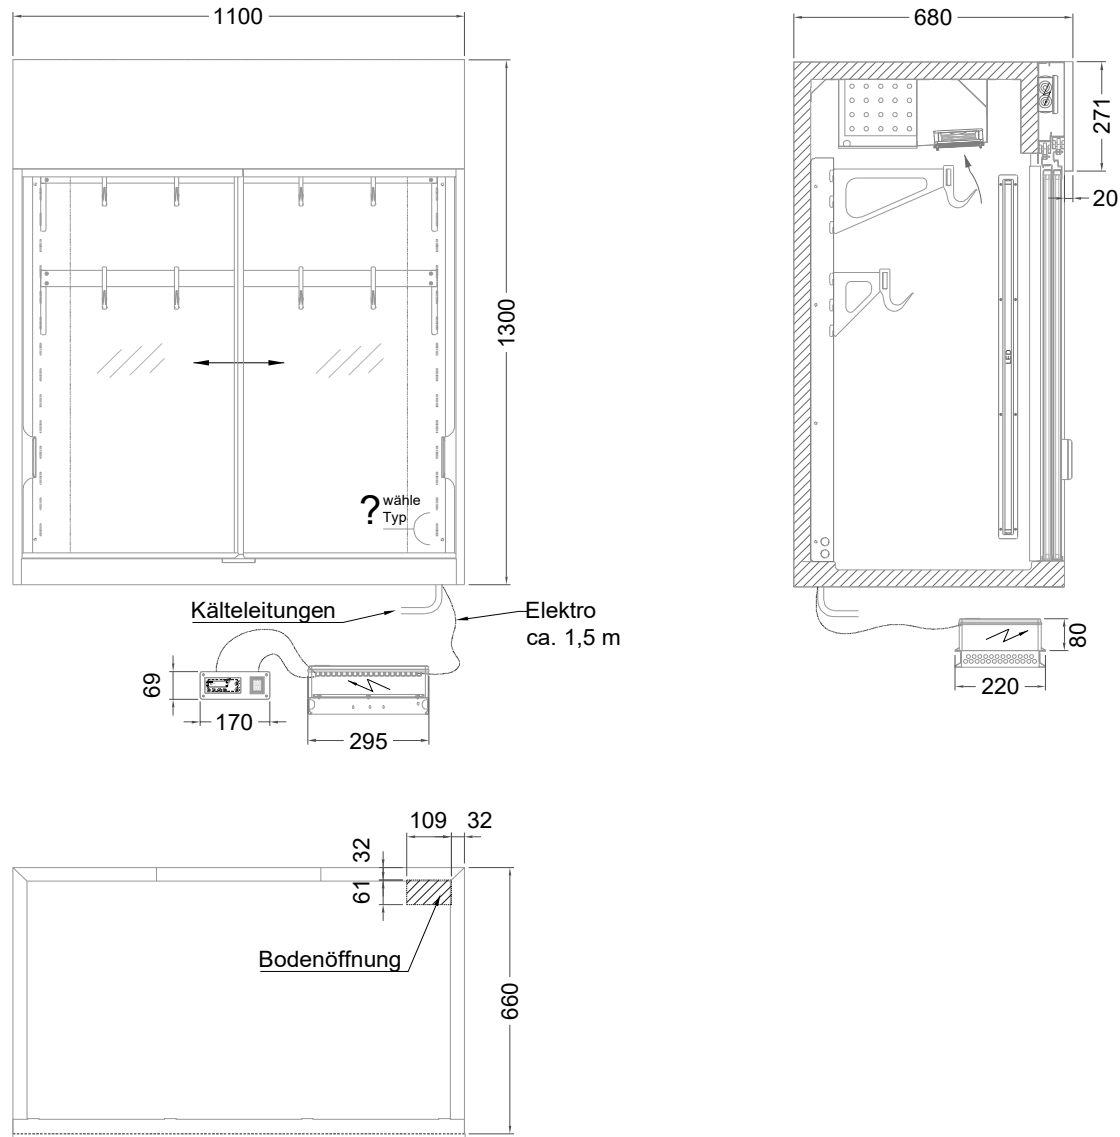 1100
680
271
20
1300
LED
? wähle
Typ
Kälteleitungen
Elektro
ca. 1,5 m
69
170
295
80
220
109 32
32
61
Bodenöffnung
660